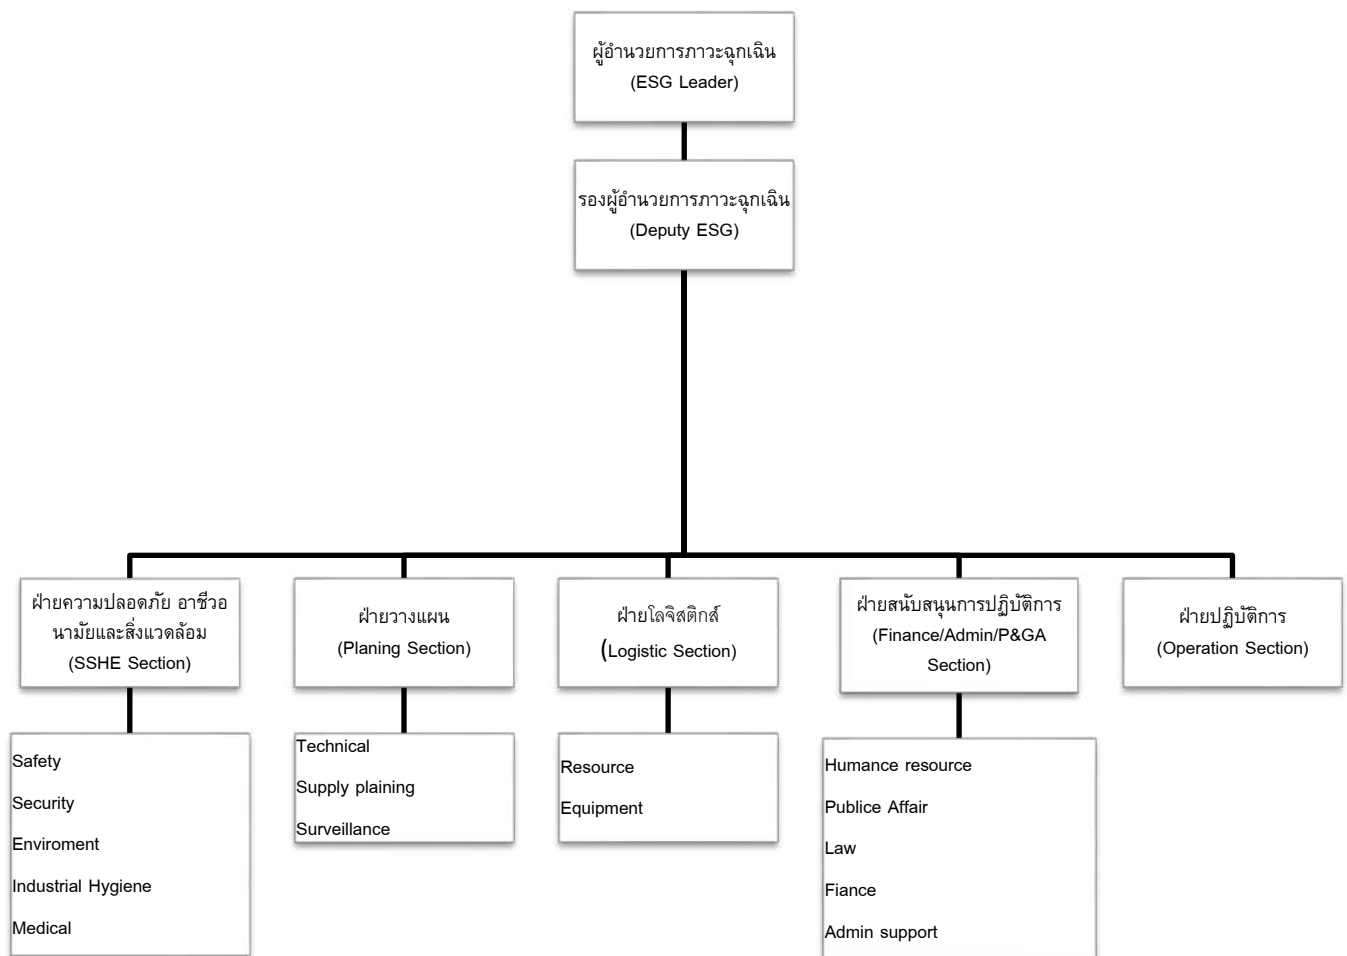 ผู้อำนวยการภาวะฉุกเฉิน
(ESG Leader)
รองผู้อำนวยการภาวะฉุกเฉิน
(Deputy ESG)
ฝ่ายความปลอดภัย อาชีวอ
นามัยและสิ่งแวดล้อม
(SSHE Section)
ฝ่ายวางแผน
(Planing Section)
ฝ่ายโลจิสติกส์
(Logistic Section)
ฝ่ายสนับสนุนการปฏิบัติการ
(Finance/Admin/P&GA
Section)
ฝ่ายปฏิบัติการ
(Operation Section)
Safety
Security
Enviroment
Industrial Hygiene
Medical
Technical
Supply plaining
Surveillance
Resource
Equipment
Humance resource
Publice Affair
Law
Fiance
Admin support